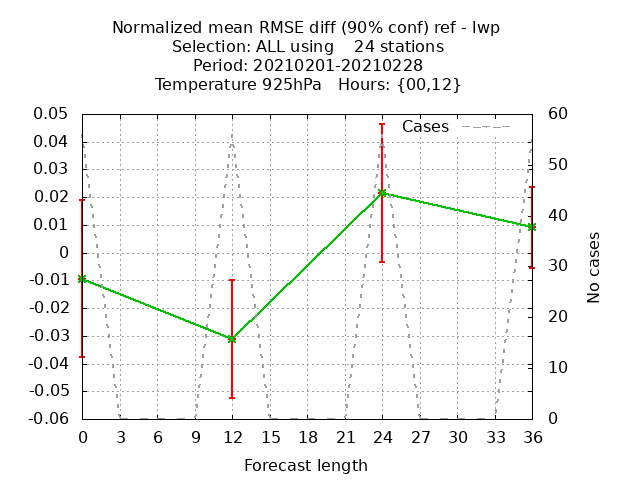 Normalized mean RMSE diff (90% conf) ref - lwp
Selection: ALL using    24 stations
Period: 20210201-20210228
Temperature 925hPa   Hours: {00,12}
Cases
0.05
0.04
0.03
0.02
0.01
0
-0.01
-0.02
-0.03
-0.04
-0.05
-0.06
60
50
40
30
20
10
0
No cases
0 3 6 9 12 15 18 21 24 27 30 33 36
Forecast length